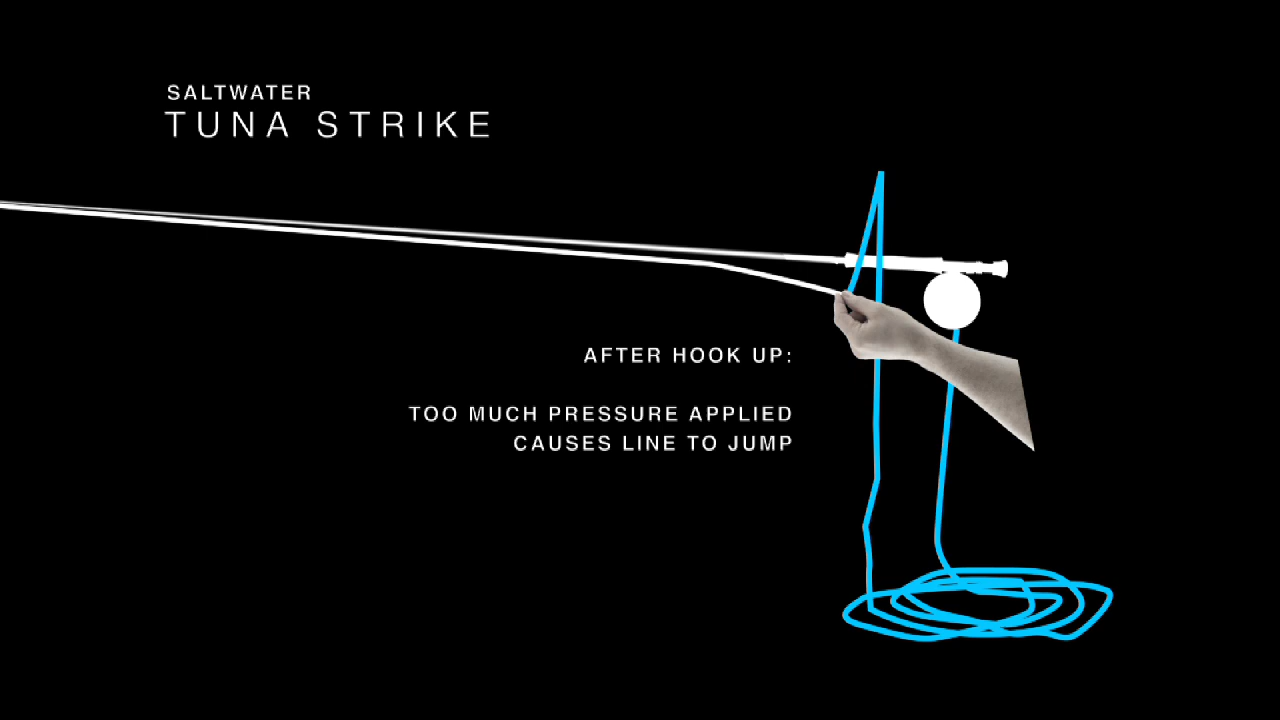 SALTWATER
TUNA STRIKE
AFTER HOOK UP:
TOO MUCH PRESSURE APPLIED
CAUSES LINE TO JUMP